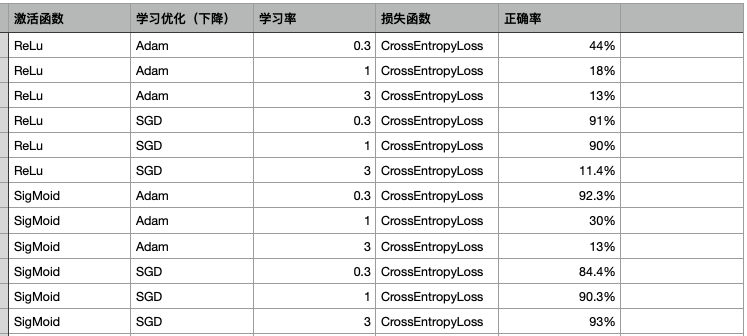 激活函数 学习优化（下降） 学习率 损失函数 正确率
ReLu Adam 0.3 CrossEntropyLoss 44%
ReLu Adam 1 CrossEntropyLoss 18%
ReLu Adam 3 CrossEntropyLoss 13%
ReLu SGD 0.3 CrossEntropyLoss 91%
ReLu SGD 1 CrossEntropyLoss 90%
ReLu SGD 3 CrossEntropyLoss 11.4%
SigMoid Adam 0.3 CrossEntropyLoss 92.3%
SigMoid Adam 1 CrossEntropyLoss 30%
SigMoid Adam 3 CrossEntropyLoss 13%
SigMoid SGD 0.3 CrossEntropyLoss 84.4%
SigMoid SGD 1 CrossEntropyLoss 90.3%
SigMoid SGD 3 CrossEntropyLoss 93%